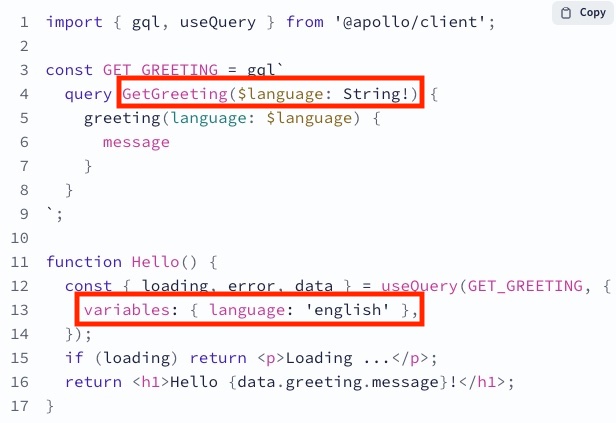 Copy
1 import { gql, useQuery } from '@apollo/client';
2
3 const GET_GREETING = gql`
4 query GetGreeting($language: String!) {
5 greeting(language: $language) {
6 message
7 }
8 }
9 `;
10
11 function Hello() {
12 const { loading, error, data } = useQuery(GET_GREETING, {
13 variables: { language: 'english' },
14 });
15 if (loading) return <p>Loading ...</p>;
16 return <h1>Hello {data.greeting.message}!</h1>;
17 }